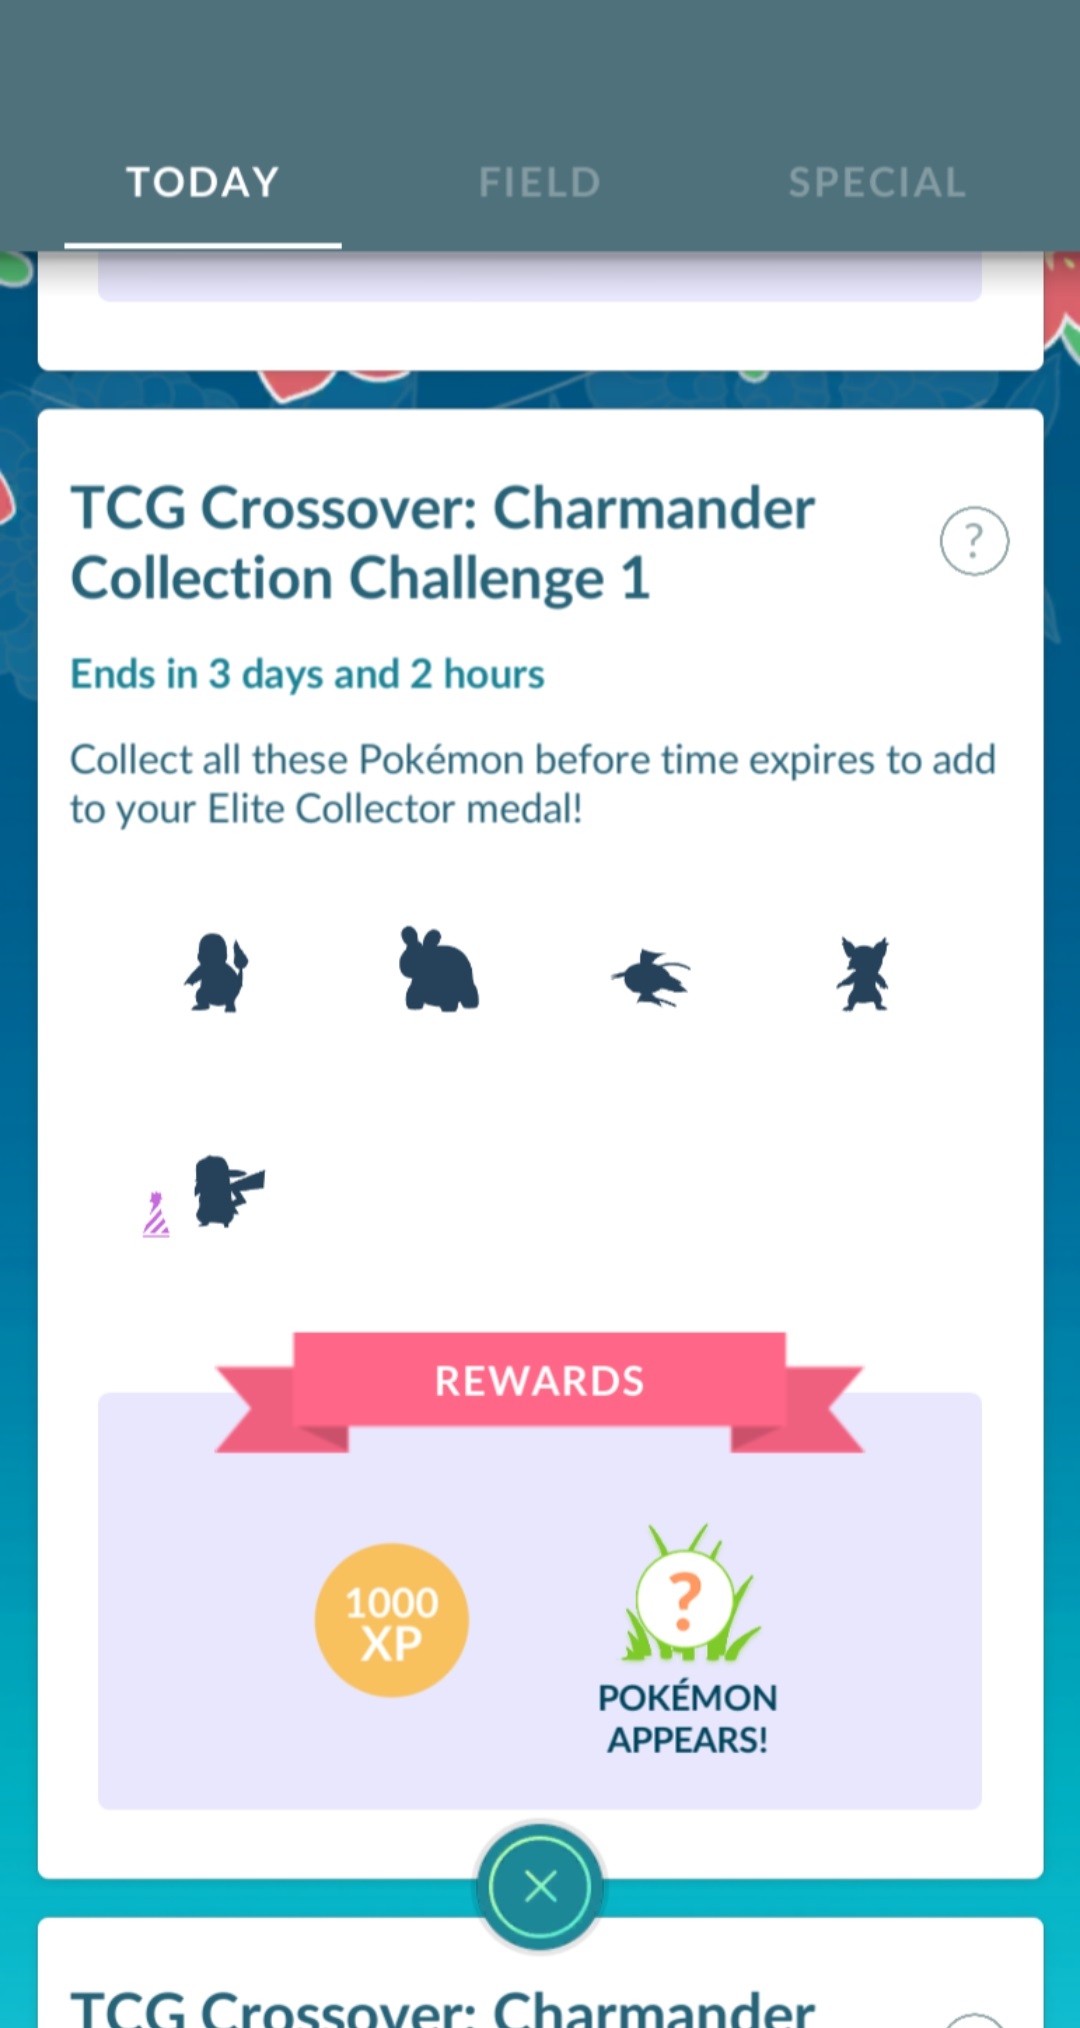 TODAY
FIELD
SPECIAL
TCG Crossover: Charmander
Collection Challenge 1
?
Ends in 3 days and 2 hours
Collect all these Pokémon before time expires to add
to your Elite Collector medal!
REWARDS
1000
XP
?
POKÉMON
APPEARS!
TCG Crossover: Charmander